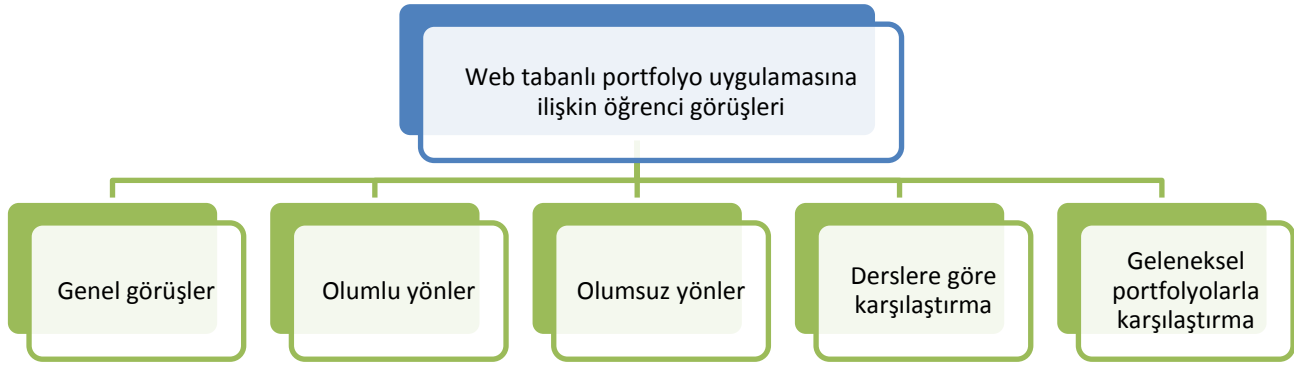 Web tabanlı portfolyo uygulamasına
ilişkin öğrenci görüşleri
Genel görüşler
Olumlu yönler
Olumsuz yönler
Derslere göre
karşılaştırma
Geleneksel
portfolyolarla
karşılaştırma